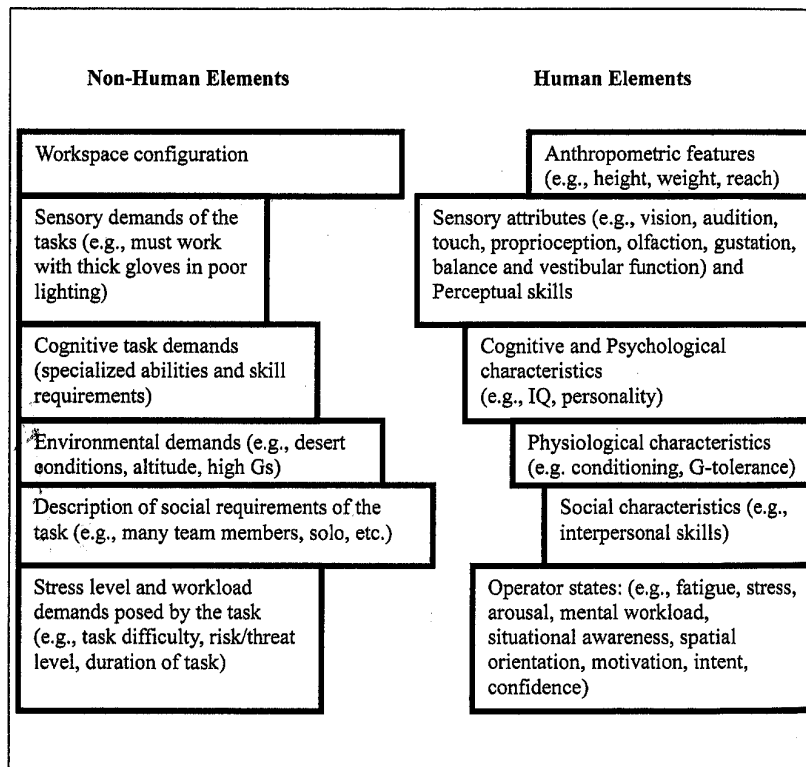 Non-Human Elements
Human Elements
Workspace configuration
Anthropometric features
(e.g., height, weight, reach)
Sensory demands of the
tasks (e.g., must work
with thick gloves in poor
lighting)
Sensory attributes (e.g., vision, audition,
touch, proprioception, olfaction, gustation,
balance and vestibular function) and
Perceptual skills
Cognitive task demands
(specialized abilities and skill
requirements)
Cognitive and Psychological
characteristics
(e.g., IQ, personality)
Environmental demands (e.g., desert
conditions, altitude, high Gs)
Physiological characteristics
(e.g. conditioning, G-tolerance)
Description of social requirements of the
task (e.g., many team members, solo, etc.)
Social characteristics (e.g.,
interpersonal skills)
Stress level and workload
demands posed by the task
(e.g., task difficulty, risk/threat
level, duration of task)
Operator states: (e.g., fatigue, stress,
arousal, mental workload,
situational awareness, spatial
orientation, motivation, intent,
confidence)